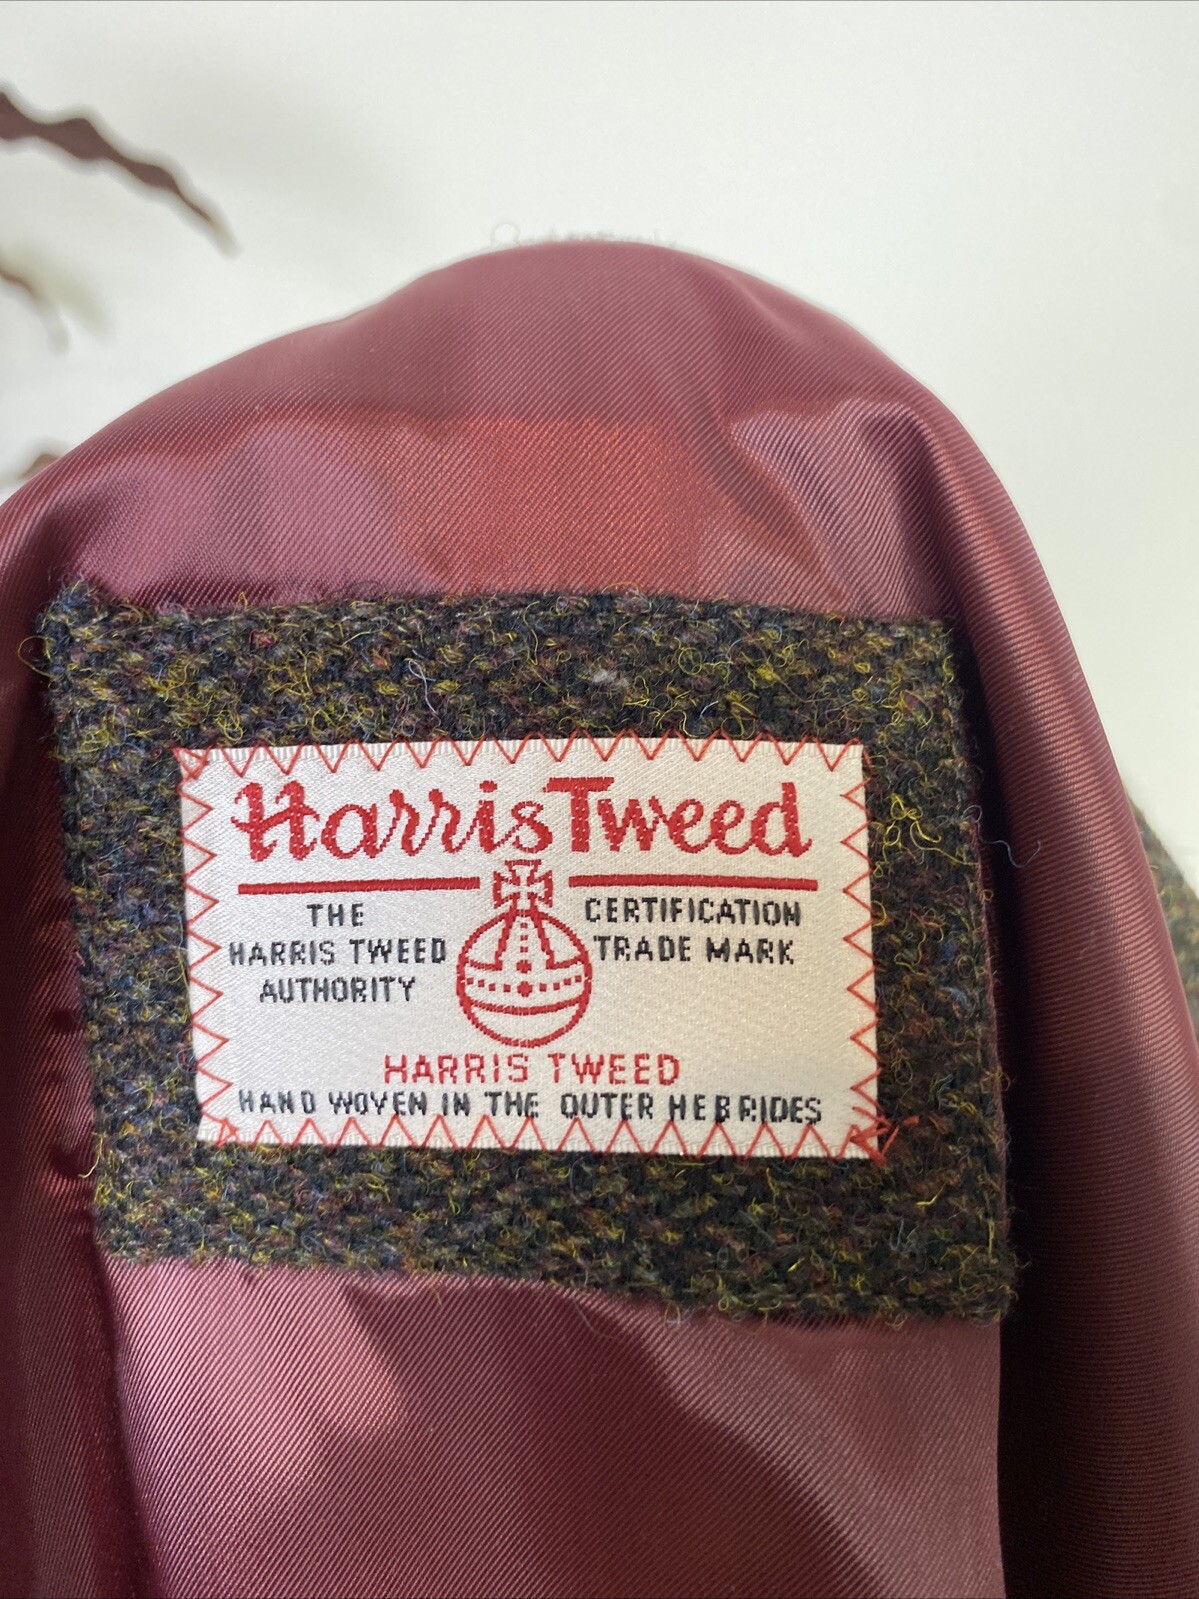 Harris Tweed
THE
HARRIS TWEED
AUTHORITY
CERTIFICATION
TRADE MARK
HARRIS TWEED
HAND WOVEN IN THE OUTER HEBRIDES